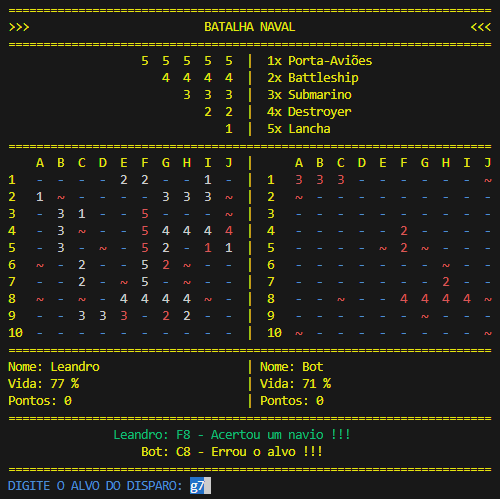 ================================================================
>>> BATALHA NAVAL <<<
================================================================
5 5 5 5 5 | 1x Porta-Aviões
4 4 4 4 | 2x Battleship
3 3 3 | 3x Submarino
2 2 | 4x Destroyer
1 | 5x Lancha
================================================================
A B C D E F G H I J | A B C D E F G H I J
1 - - - - 2 2 - - 1 - | 1 3 3 3 - - - - - - ~
2 1 ~ - - - - 3 3 3 ~ | 2 ~ - - - - - - - - -
3 - 3 1 - - 5 - - - ~ | 3 - - - - - - - - - -
4 - 3 ~ - - 5 4 4 4 4 | 4 - - - - - 2 - - - -
5 - 3 - ~ - 5 2 - 1 1 | 5 - - - - ~ 2 ~ - - -
6 ~ - 2 - - 5 2 ~ - - | 6 - - - - - - - ~ - -
7 - - 2 - ~ 5 - ~ - - | 7 - - - - - - - 2 - -
8 ~ - ~ - 4 4 4 4 ~ - | 8 - - ~ - - 4 4 4 4 ~
9 - - 3 3 3 - 2 2 - - | 9 - - - - - - ~ - - -
10 - - - - - - - - - - | 10 ~ - - - - - - - - ~
================================================================
Nome: Leandro | Nome: Bot
Vida: 77 % | Vida: 71 %
Pontos: 0 | Pontos: 0
================================================================
Leandro: F8 - Acertou um navio !!!
Bot: C8 - Errou o alvo !!!
================================================================
DIGITE O ALVO DO DISPARO: g7